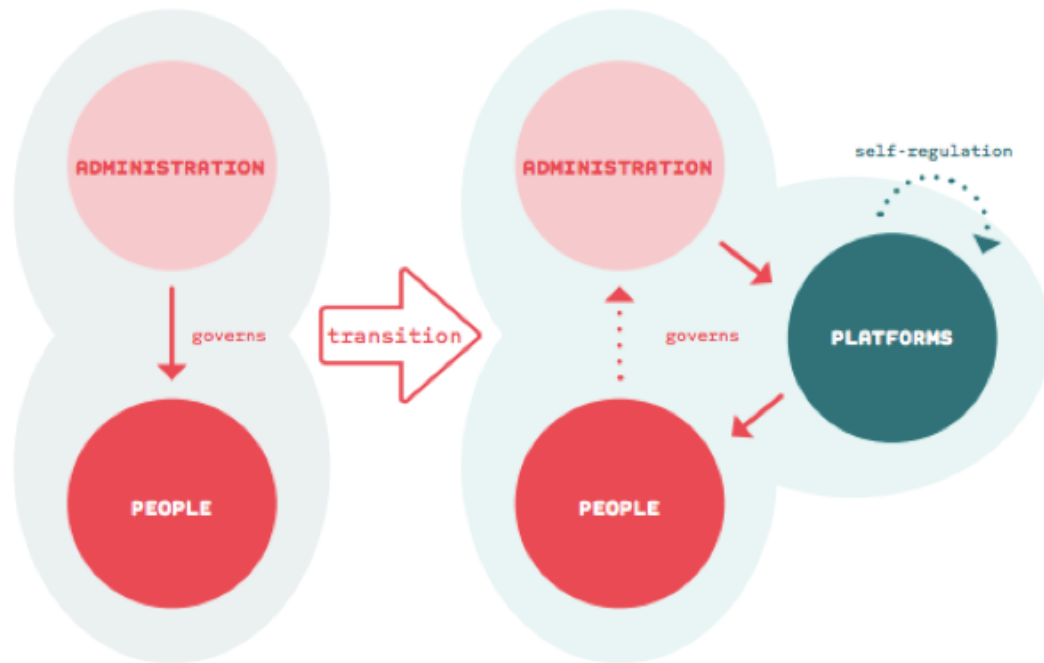 ADMINISTRATION
governs
PEOPLE
transition
ADMINISTRATION
self-regulation
governs
PLATFORMS
PEOPLE